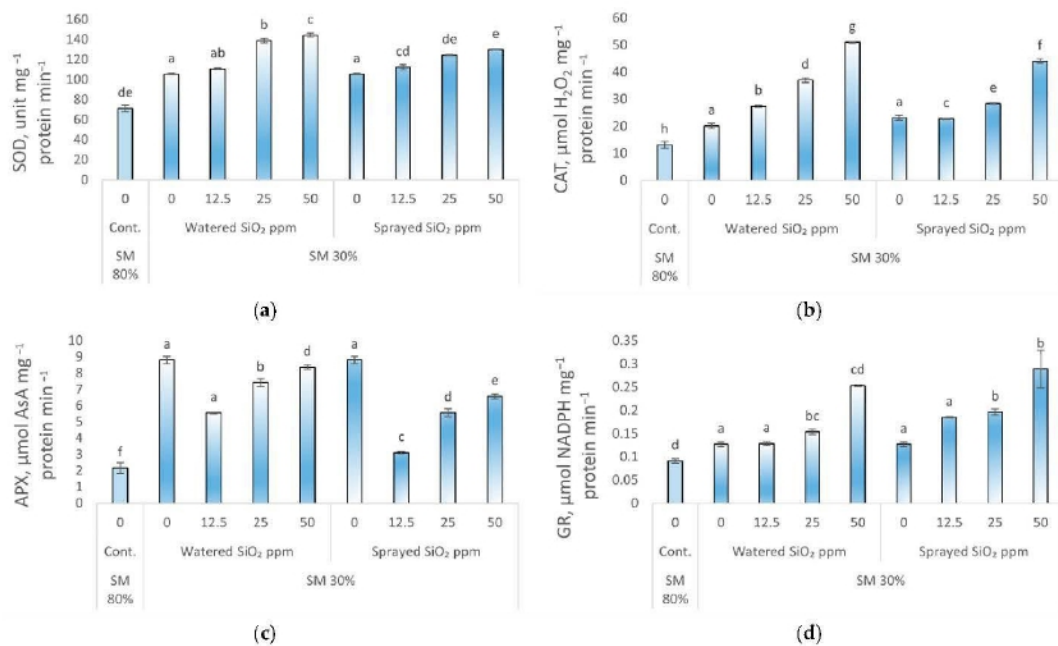 SOD, unit mg⁻¹
protein min⁻¹
160
140
120
100
80
60
40
20
0
de
a
ab
b
c
a
cd
de
e
0 0 12.5 25 50 0 12.5 25 50
Cont. Watered SiO₂ ppm Sprayed SiO₂ ppm
SM
80%
SM 30%
(a)
CAT, µmol H₂O₂ mg⁻¹
protein min⁻¹
60
50
40
30
20
10
0
h
a
b
d
g
a
c
e
f
0 0 12.5 25 50 0 12.5 25 50
Cont. Watered SiO₂ ppm Sprayed SiO₂ ppm
SM
80%
SM 30%
(b)
APX, µmol AsA mg⁻¹
protein min⁻¹
10
9
8
7
6
5
4
3
2
1
0
f
a
a
b
d
a
c
d
e
0 0 12.5 25 50 0 12.5 25 50
Cont. Watered SiO₂ ppm Sprayed SiO₂ ppm
SM
80%
SM 30%
(c)
GR, µmol NADPH mg⁻¹
protein min⁻¹
0.35
0.3
0.25
0.2
0.15
0.1
0.05
0
d
a
a
bc
cd
a
a
b
b
0 0 12.5 25 50 0 12.5 25 50
Cont. Watered SiO₂ ppm Sprayed SiO₂ ppm
SM
80%
SM 30%
(d)